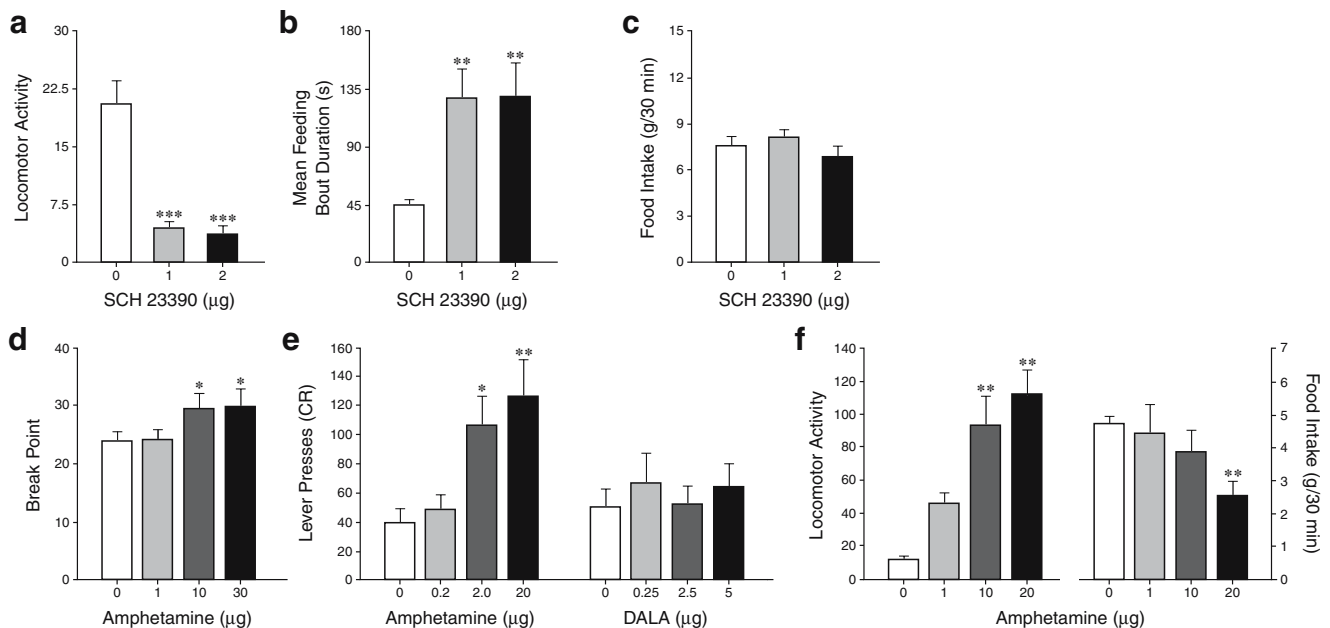 a
30
22.5
15
7.5
0
Locomotor Activity
*** ***
0 1 2
SCH 23390 (μg)
b
180
135
90
45
0
Mean Feeding
Bout Duration (s)
** **
0 1 2
SCH 23390 (μg)
c
15
12
9
6
3
0
Food Intake (g/30 min)
0 1 2
SCH 23390 (μg)
d
40
30
20
10
0
Break Point
* *
0 1 10 30
Amphetamine (μg)
e
160
140
120
100
80
60
40
20
0
Lever Presses (CR)
* **
0 0.2 2.0 20
Amphetamine (μg)
0 0.25 2.5 5
DALA (μg)
f
140
120
100
80
60
40
20
0
Locomotor Activity
** **
0 1 10 20
**
0 1 10 20
Amphetamine (μg)
7
6
5
4
3
2
1
0
Food Intake (g/30 min)